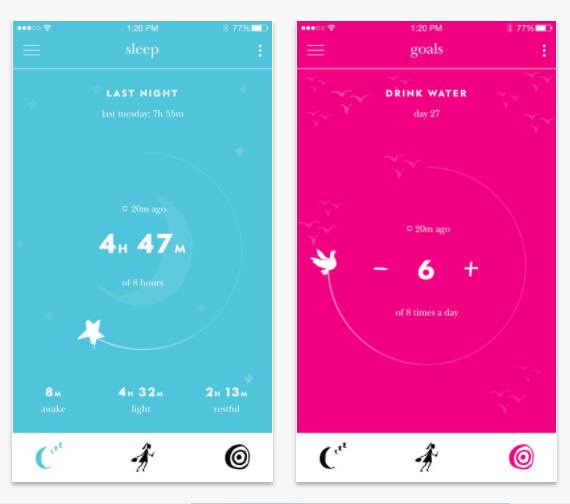 1:20 PM
77%
sleep
LAST NIGHT
last tuesday: 7h 55m
20m ago
4H 47M
of 8 hours
8M
awake
4H 32M
light
2H 13M
restful
zzz
1:20 PM
77%
goals
DRINK WATER
day 27
20m ago
− 6 +
of 8 times a day
zzz